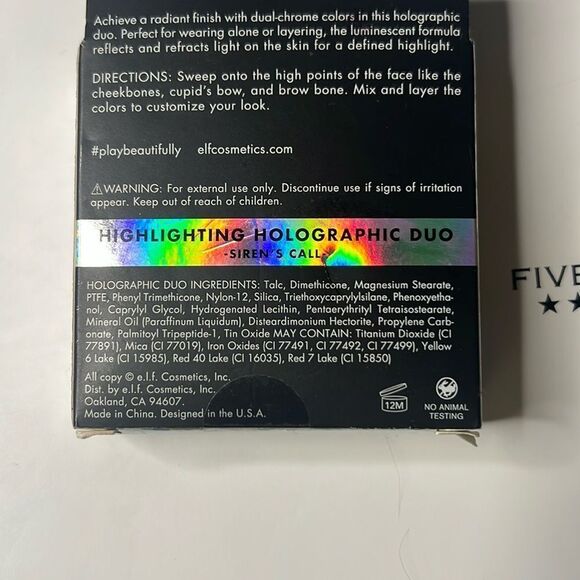 Achieve a radiant finish with dual-chrome colors in this holographic
duo. Perfect for wearing alone or layering, the luminescent formula
reflects and refracts light on the skin for a defined highlight.
DIRECTIONS: Sweep onto the high points of the face like the
cheekbones, cupid's bow, and brow bone. Mix and layer the
colors to customize your look.
#playbeautifully elfcosmetics.com
⚠WARNING: For external use only. Discontinue use if signs of irritation
appear. Keep out of reach of children.
HIGHLIGHTING HOLOGRAPHIC DUO
-SIREN'S CALL-
HOLOGRAPHIC DUO INGREDIENTS: Talc, Dimethicone, Magnesium Stearate,
PTFE, Phenyl Trimethicone, Nylon-12, Silica, Triethoxycaprylylsilane, Phenoxyetha-
nol, Caprylyl Glycol, Hydrogenated Lecithin, Pentaerythrityl Tetraisostearate,
Mineral Oil (Paraffinum Liquidum), Disteardimonium Hectorite, Propylene Carb-
onate, Palmitoyl Tripeptide-1, Tin Oxide MAY CONTAIN: Titanium Dioxide (CI
77891), Mica (CI 77019), Iron Oxides (CI 77491, CI 77492, CI 77499), Yellow
6 Lake (CI 15985), Red 40 Lake (CI 16035), Red 7 Lake (CI 15850)
All copy © e.l.f. Cosmetics, Inc.
Dist. by e.l.f. Cosmetics, Inc.
Oakland, CA 94607.
Made in China. Designed in the U.S.A.
12M
NO ANIMAL
TESTING
FIVE